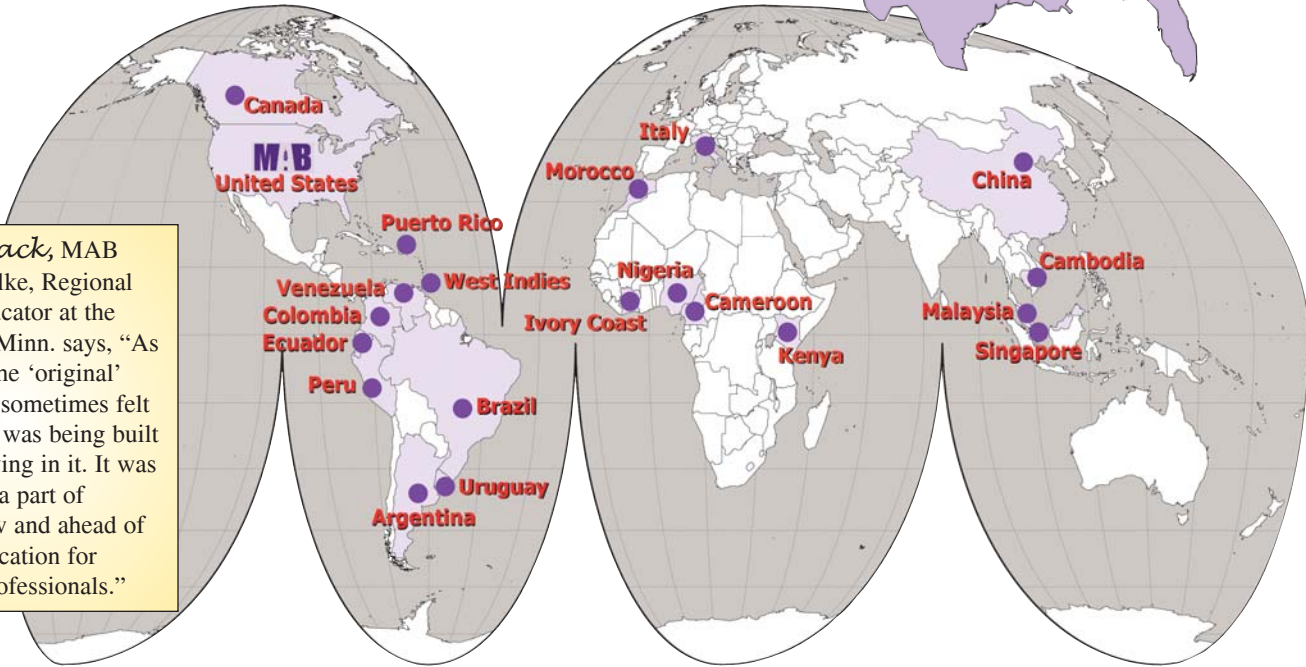 Canada
Italy
MAB
United States
Morocco
China
Puerto Rico
ack, MAB
lke, Regional
cator at the
Minn. says, “As
ne ‘original’
sometimes felt
was being built
ing in it. It was
a part of
and ahead of
cation for
ofessionals.”
Venezuela
West Indies
Colombia
Ecuador
Peru
Brazil
Uruguay
Argentina
Nigeria
Cameroon
Ivory Coast
Kenya
Cambodia
Malaysia
Singapore